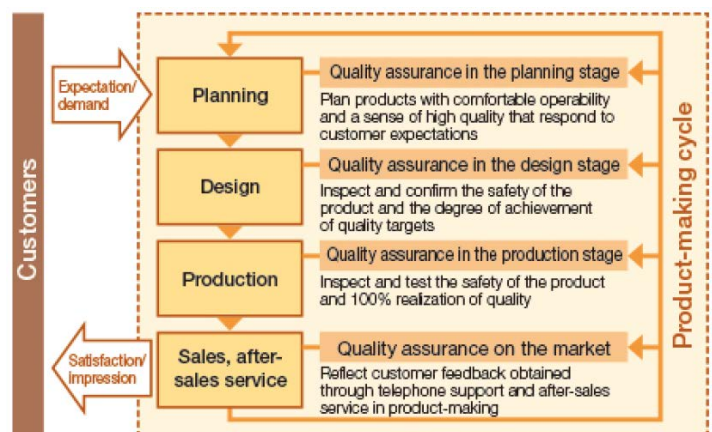 Customers
Expectation/
demand
Planning
Quality assurance in the planning stage
Plan products with comfortable operability
and a sense of high quality that respond to
customer expectations
Design
Quality assurance in the design stage
Inspect and confirm the safety of the
product and the degree of achievement
of quality targets
Production
Quality assurance in the production stage
Inspect and test the safety of the product
and 100% realization of quality
Satisfaction/
impression
Sales, after-
sales service
Quality assurance on the market
Reflect customer feedback obtained
through telephone support and after-sales
service in product-making
Product-making cycle